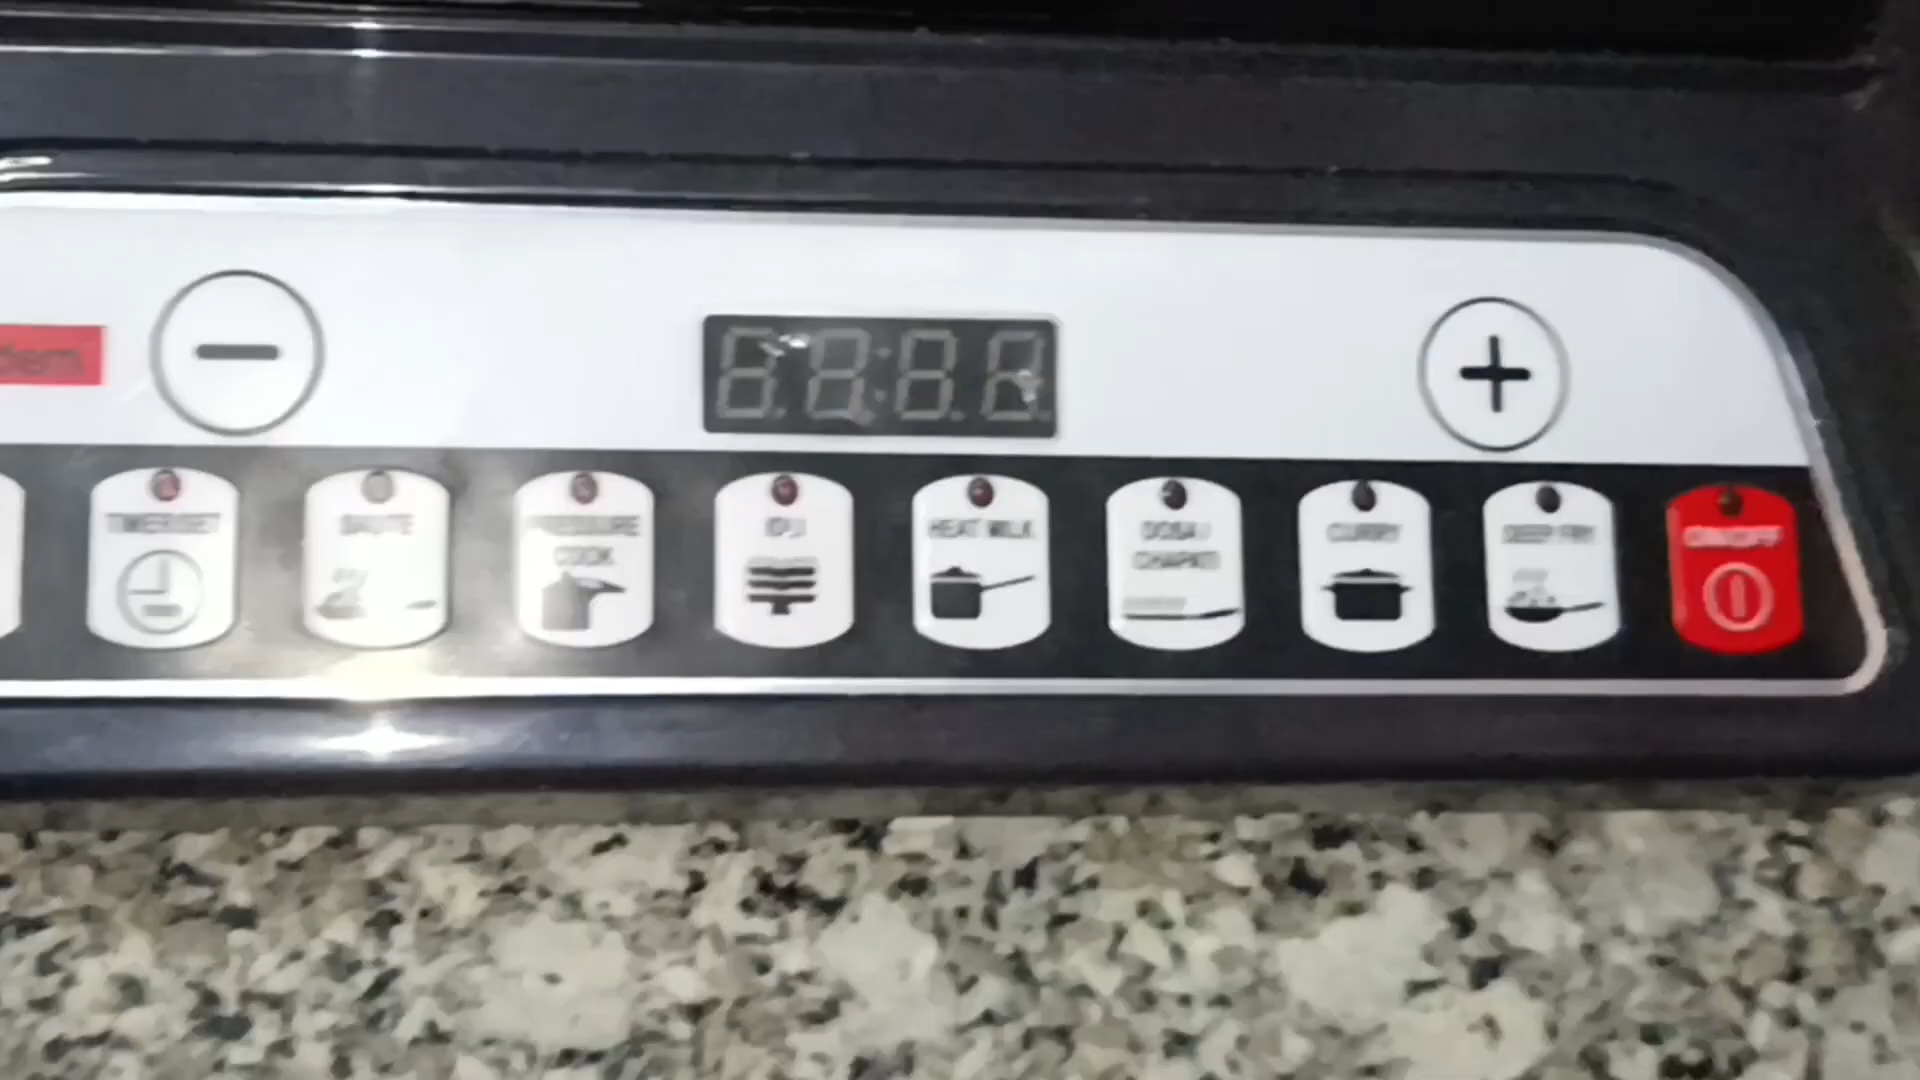 TIMER SET
SAUTE
PRESSURE
COOK
IDLI
HEAT MILK
DOSA /
CHAPATI
CURRY
DEEP FRY
ON/OFF